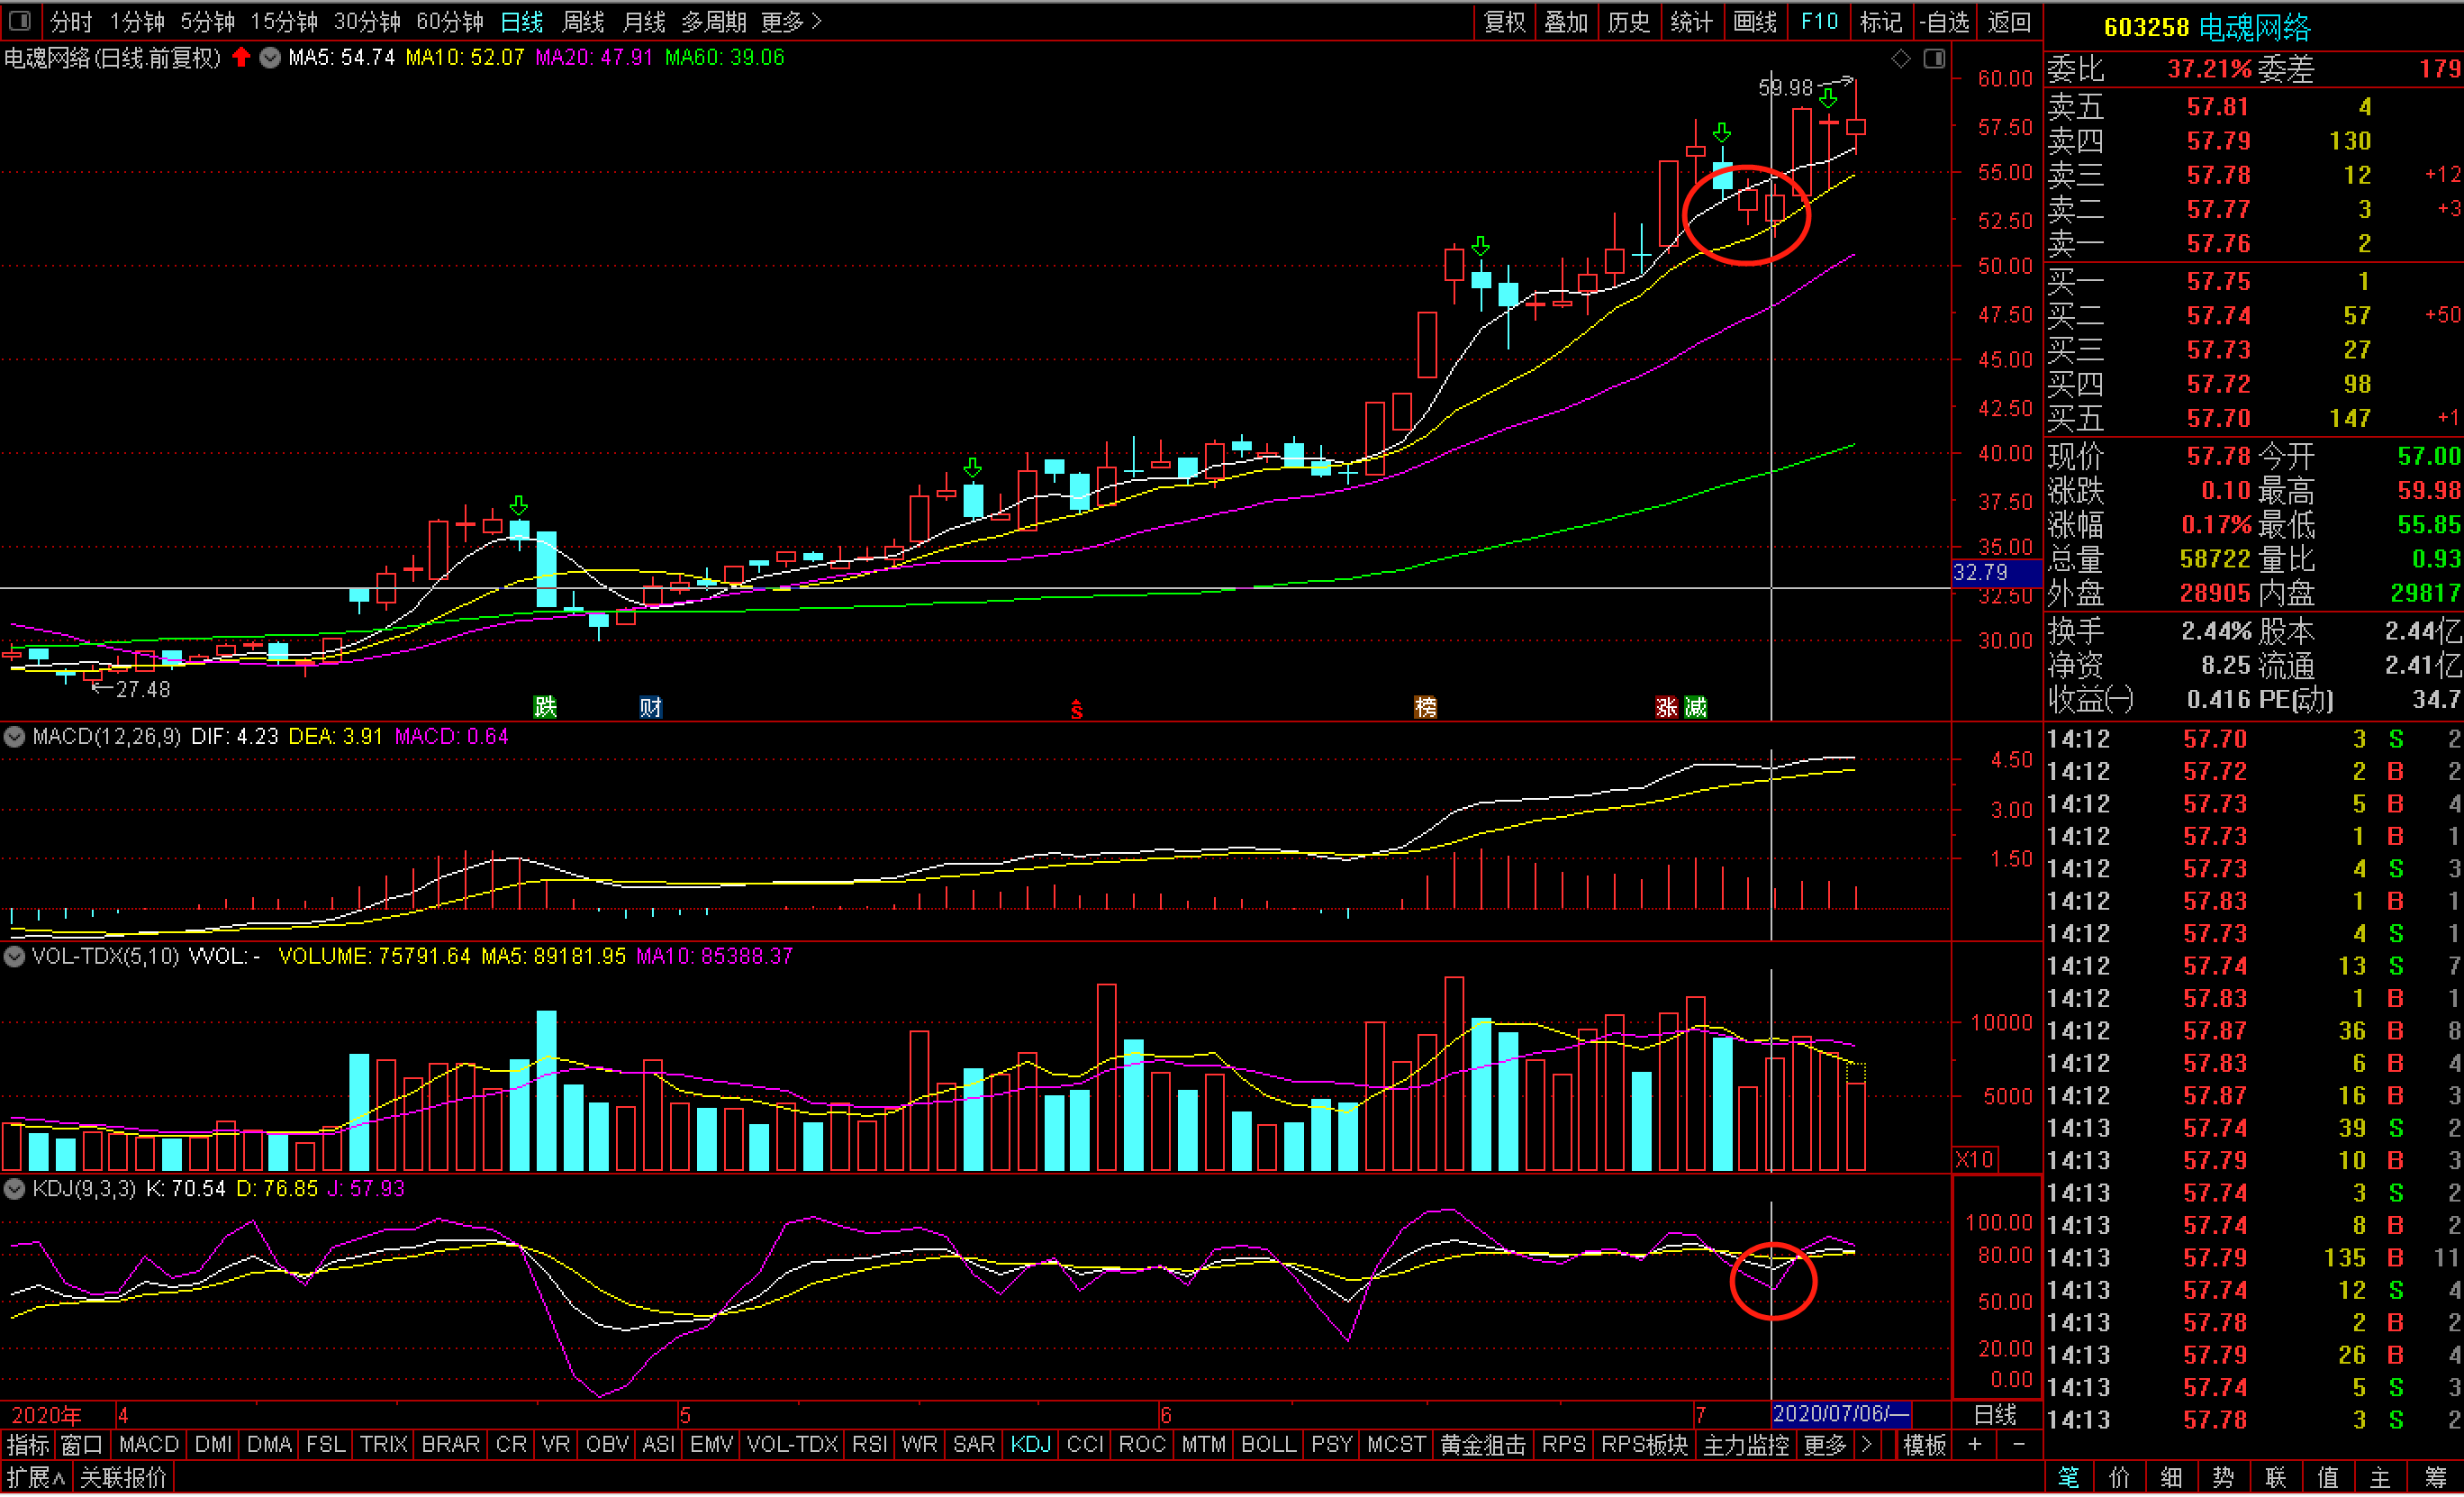 分时 1分钟 5分钟 15分钟 30分钟 60分钟 日线 周线 月线 多周期 更多 > 复权 叠加 历史 统计 画线 F10 标记 -自选 返回
603258 电魂网络
电魂网络(日线.前复权) MA5: 54.74 MA10: 52.07 MA20: 47.91 MA60: 39.06
59.98
60.00
57.50
55.00
52.50
50.00
47.50
45.00
42.50
40.00
37.50
35.00
32.79
32.50
30.00
27.48
跌 财 榜 涨 减
委比 37.21% 委差 179
卖五 57.81 4
卖四 57.79 130
卖三 57.78 12 +12
卖二 57.77 3 +3
卖一 57.76 2
买一 57.75 1
买二 57.74 57 +50
买三 57.73 27
买四 57.72 98
买五 57.70 147 +1
现价 57.78 今开 57.00
涨跌 0.10 最高 59.98
涨幅 0.17% 最低 55.85
总量 58722 量比 0.93
外盘 28905 内盘 29817
换手 2.44% 股本 2.44亿
净资 8.25 流通 2.41亿
收益(一) 0.416 PE(动) 34.7
MACD(12,26,9) DIF: 4.23 DEA: 3.91 MACD: 0.64
4.50
3.00
1.50
VOL-TDX(5,10) VVOL: - VOLUME: 75791.64 MA5: 89181.95 MA10: 85388.37
10000
5000
X10
KDJ(9,3,3) K: 70.54 D: 76.85 J: 57.93
100.00
80.00
50.00
20.00
0.00
14:12 57.70 3 S 2
14:12 57.72 2 B 2
14:12 57.73 5 B 4
14:12 57.73 1 B 1
14:12 57.73 4 S 3
14:12 57.83 1 B 1
14:12 57.73 4 S 1
14:12 57.74 13 S 7
14:12 57.83 1 B 1
14:12 57.87 36 B 8
14:12 57.83 6 B 4
14:12 57.87 16 B 3
14:13 57.74 39 S 2
14:13 57.79 10 B 3
14:13 57.74 3 S 2
14:13 57.74 8 B 2
14:13 57.79 135 B 11
14:13 57.74 12 S 4
14:13 57.78 2 B 2
14:13 57.79 26 B 4
14:13 57.74 5 S 3
14:13 57.78 3 S 2
2020年 4 5 6 7 2020/07/06/一 日线
指标 窗口 MACD DMI DMA FSL TRIX BRAR CR VR OBV ASI EMV VOL-TDX RSI WR SAR KDJ CCI ROC MTM BOLL PSY MCST 黄金狙击 RPS RPS板块 主力监控 更多 > 模板 + -
扩展∧ 关联报价 笔 价 细 势 联 值 主 筹